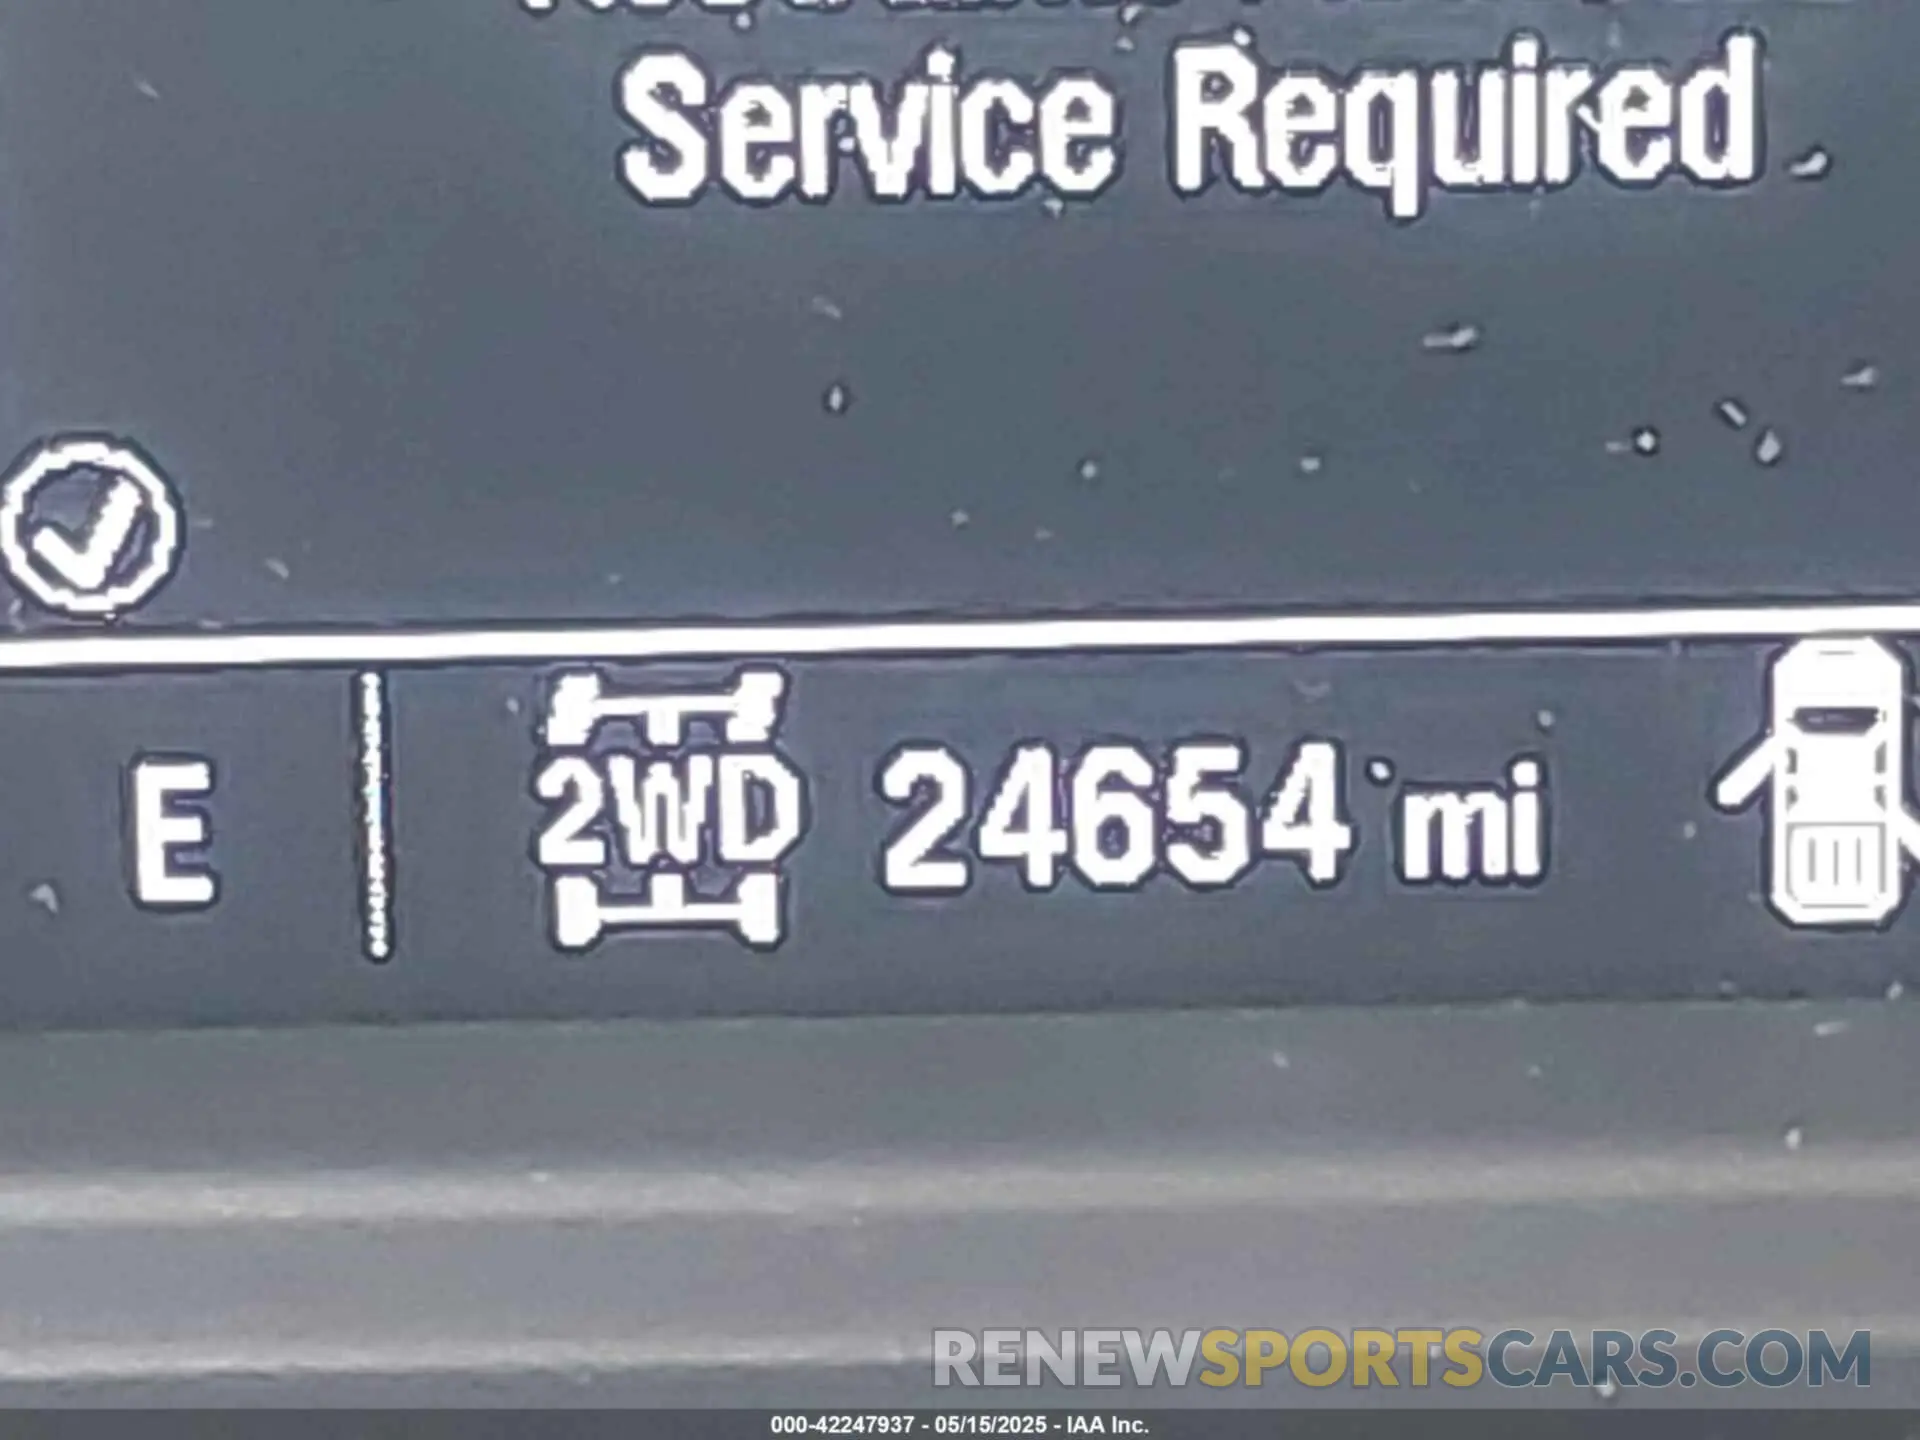 Service Required
E 2WD 24654 mi
RENEWSPORTSCARS.COM
000-42247937 - 05/15/2025 - IAA Inc.